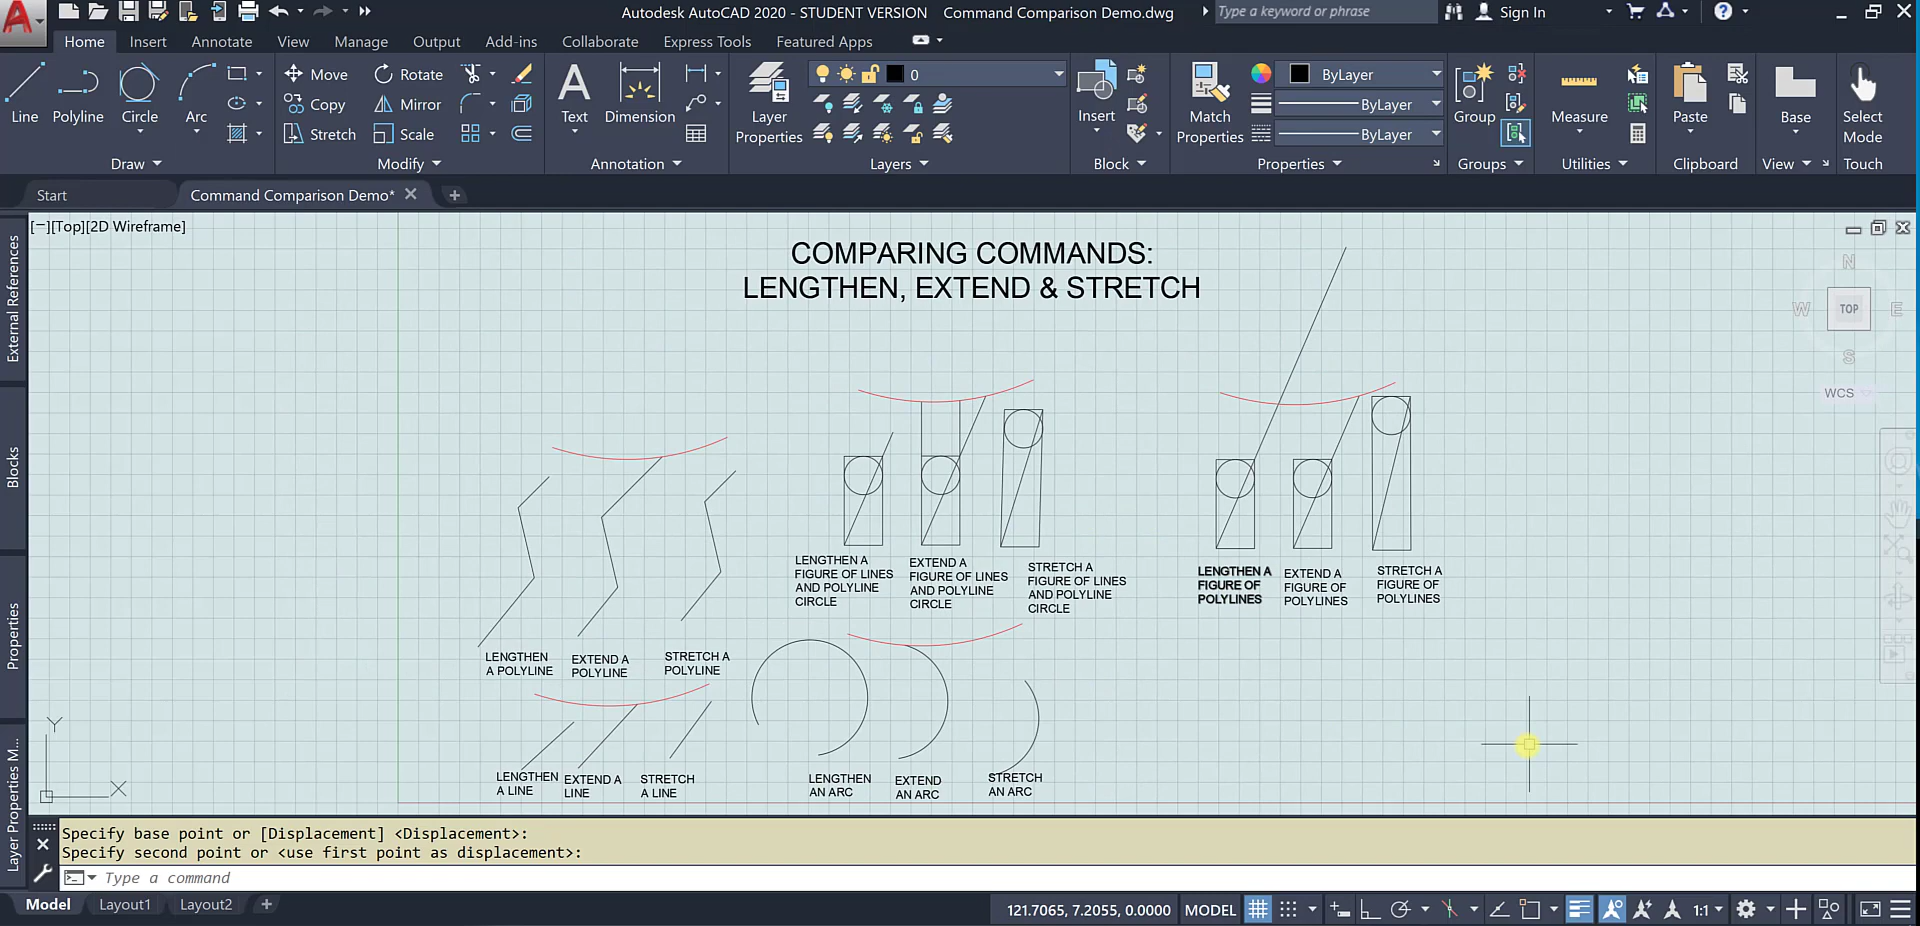 Autodesk AutoCAD 2020 - STUDENT VERSION Command Comparison Demo.dwg
Type a keyword or phrase
Sign In
Home Insert Annotate View Manage Output Add-ins Collaborate Express Tools Featured Apps
Line
Polyline
Circle
Arc
Draw
Move
Copy
Stretch
Rotate
Mirror
Scale
Modify
Text
Dimension
Annotation
Layer
Properties
0
Layers
Insert
Block
Match
Properties
ByLayer
ByLayer
ByLayer
Properties
Group
Groups
Measure
Utilities
Paste
Clipboard
Base
View
Select
Mode
Touch
Start
Command Comparison Demo*
[−][Top][2D Wireframe]
External References
Blocks
Properties
Layer Properties M...
COMPARING COMMANDS:
LENGTHEN, EXTEND & STRETCH
N
W TOP E
S
WCS
LENGTHEN A
FIGURE OF LINES
AND POLYLINE
CIRCLE
EXTEND A
FIGURE OF LINES
AND POLYLINE
CIRCLE
STRETCH A
FIGURE OF LINES
AND POLYLINE
CIRCLE
LENGTHEN A
FIGURE OF
POLYLINES
EXTEND A
FIGURE OF
POLYLINES
STRETCH A
FIGURE OF
POLYLINES
LENGTHEN
A POLYLINE
EXTEND A
POLYLINE
STRETCH A
POLYLINE
LENGTHEN
A LINE
EXTEND A
LINE
STRETCH
A LINE
LENGTHEN
AN ARC
EXTEND
AN ARC
STRETCH
AN ARC
Y
X
Specify base point or [Displacement] <Displacement>:
Specify second point or <use first point as displacement>:
Type a command
Model Layout1 Layout2
121.7065, 7.2055, 0.0000 MODEL 1:1